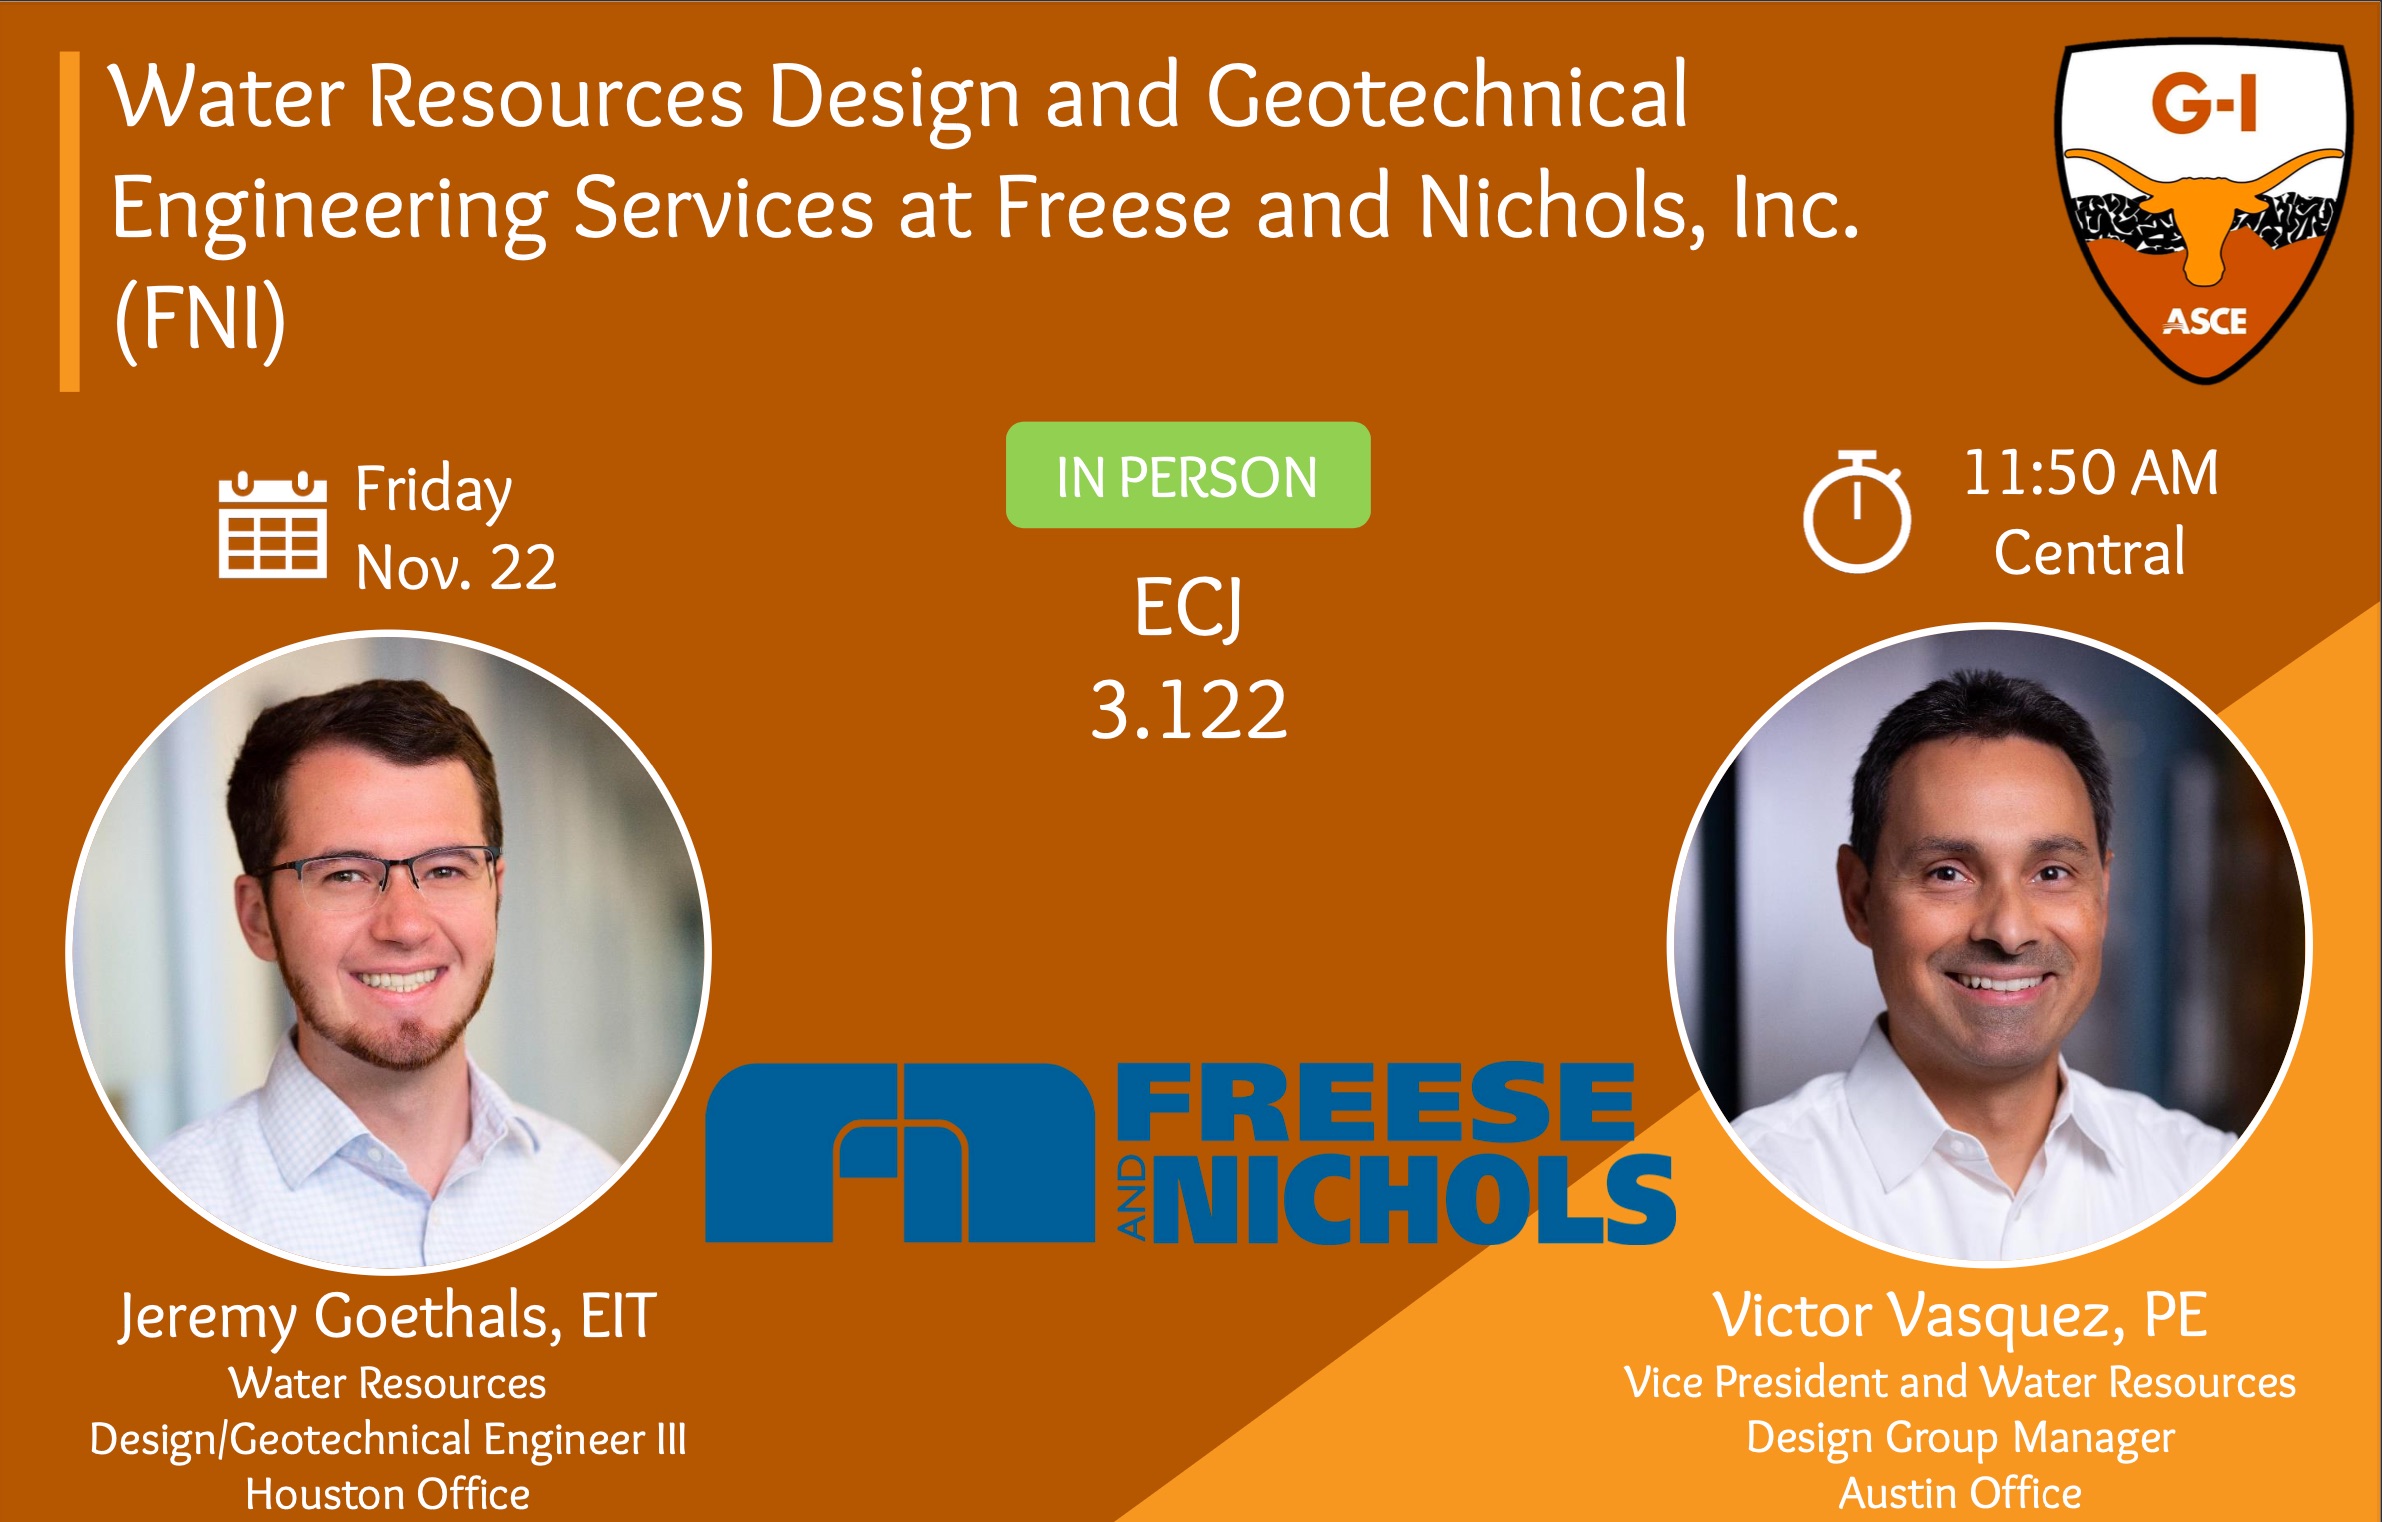 Water Resources Design and Geotechnical
Engineering Services at Freese and Nichols, Inc.
(FNI)
G-I
ASCE
Friday
Nov. 22
IN PERSON
ECJ
3.122
11:50 AM
Central
FREESE
AND NICHOLS
Jeremy Goethals, EIT
Water Resources
Design/Geotechnical Engineer III
Houston Office
Victor Vasquez, PE
Vice President and Water Resources
Design Group Manager
Austin Office